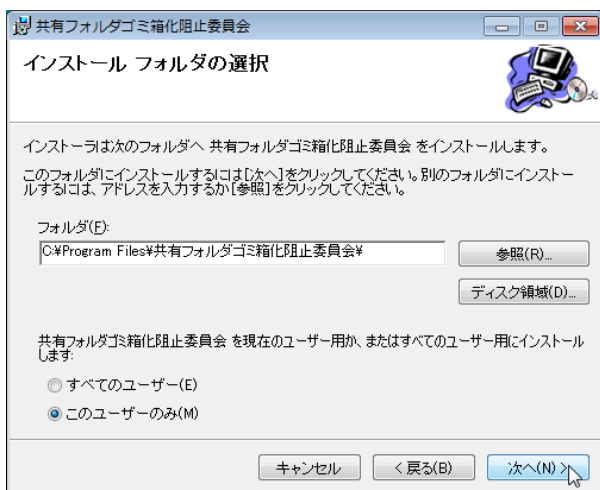 共有フォルダゴミ箱化阻止委員会
インストール フォルダの選択
インストーラは次のフォルダへ 共有フォルダゴミ箱化阻止委員会 をインストールします。
このフォルダにインストールするには[次へ]をクリックしてください。別のフォルダにインストー
ルするには、アドレスを入力するか[参照]をクリックしてください。
フォルダ(F):
C:¥Program Files¥共有フォルダゴミ箱化阻止委員会¥
参照(R)...
ディスク領域(D)...
共有フォルダゴミ箱化阻止委員会 を現在のユーザー用か、またはすべてのユーザー用にインストール
します:
すべてのユーザー(E)
このユーザーのみ(M)
キャンセル
< 戻る(B)
次へ(N) >